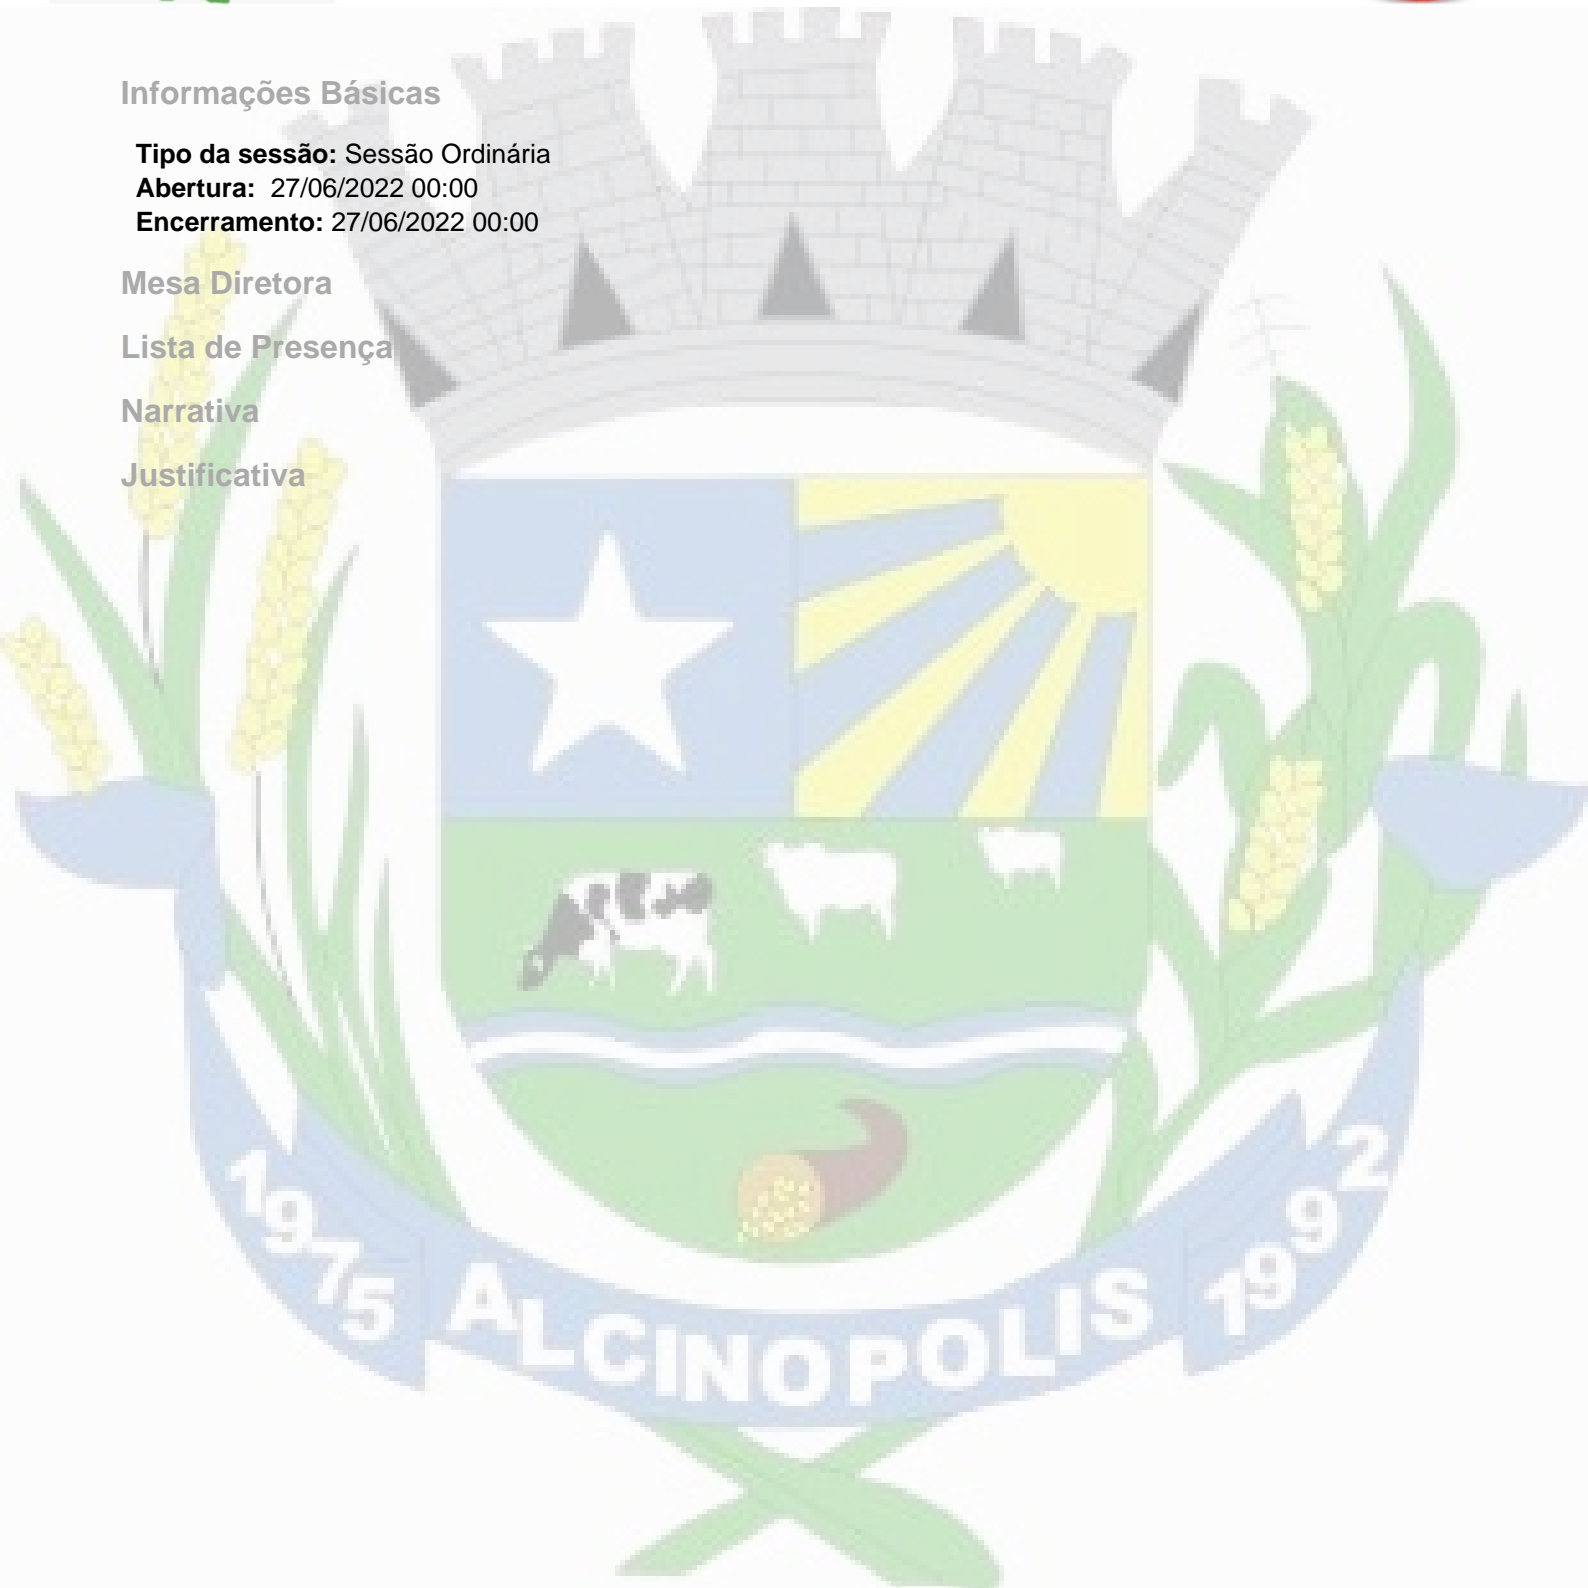 Informações Básicas
Tipo da sessão: Sessão Ordinária
Abertura: 27/06/2022 00:00
Encerramento: 27/06/2022 00:00
Mesa Diretora
Lista de Presença
Narrativa
Justificativa
1975 ALCINOPOLIS 1992